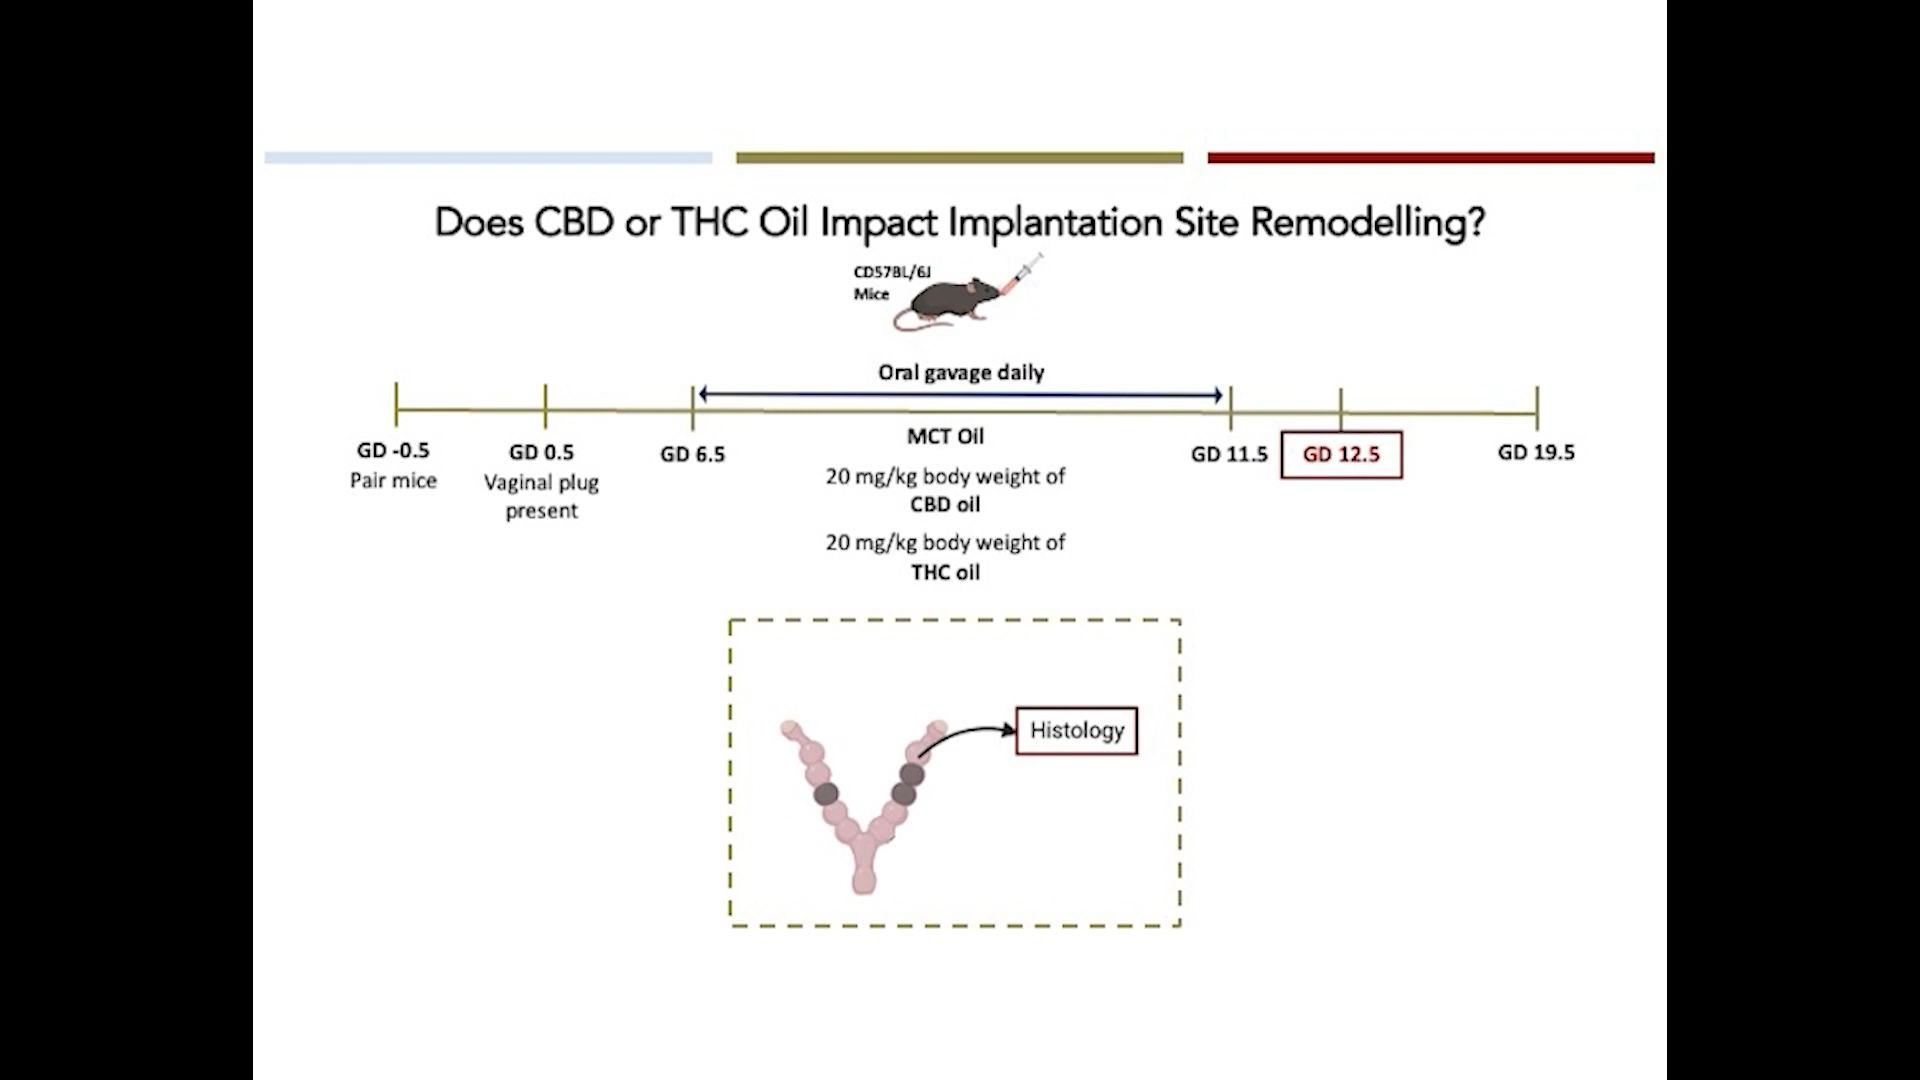 Does CBD or THC Oil Impact Implantation Site Remodelling?
CD57BL/6J
Mice
Oral gavage daily
GD -0.5
Pair mice
GD 0.5
Vaginal plug
present
GD 6.5
MCT Oil
20 mg/kg body weight of
CBD oil
20 mg/kg body weight of
THC oil
GD 11.5
GD 12.5
GD 19.5
Histology